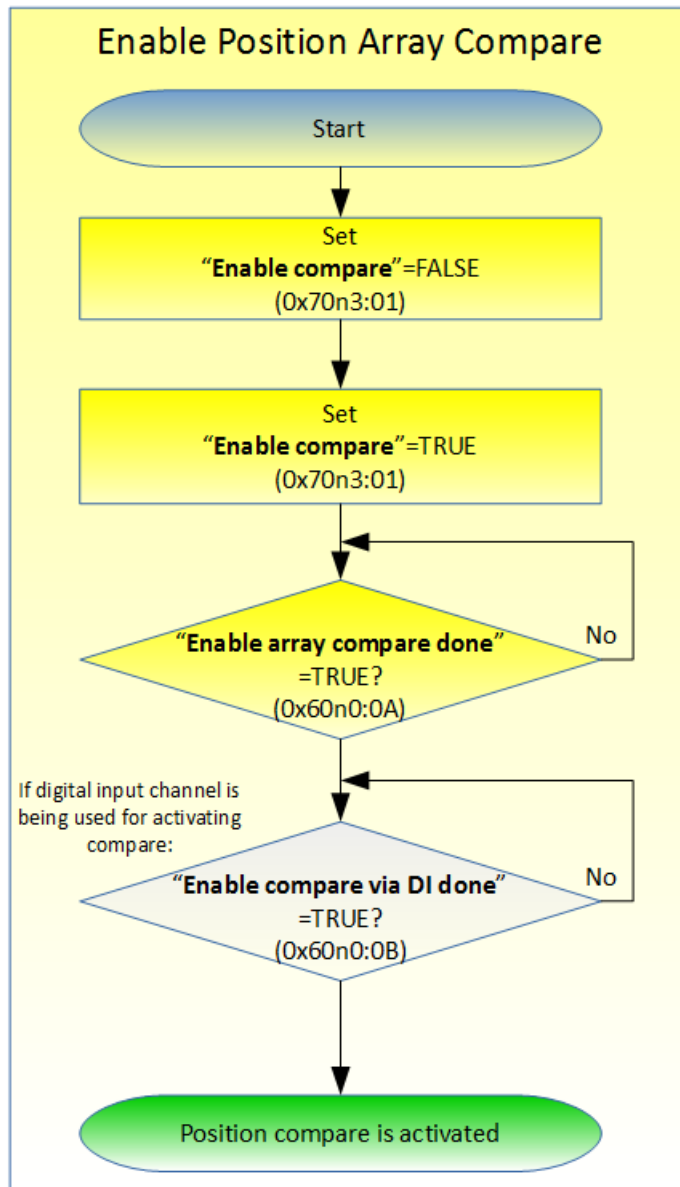 Enable Position Array Compare
Start
Set
“Enable compare”=FALSE
(0x70n3:01)
Set
“Enable compare”=TRUE
(0x70n3:01)
“Enable array compare done”
=TRUE?
(0x60n0:0A)
No
If digital input channel is
being used for activating
compare:
“Enable compare via DI done”
=TRUE?
(0x60n0:0B)
No
Position compare is activated